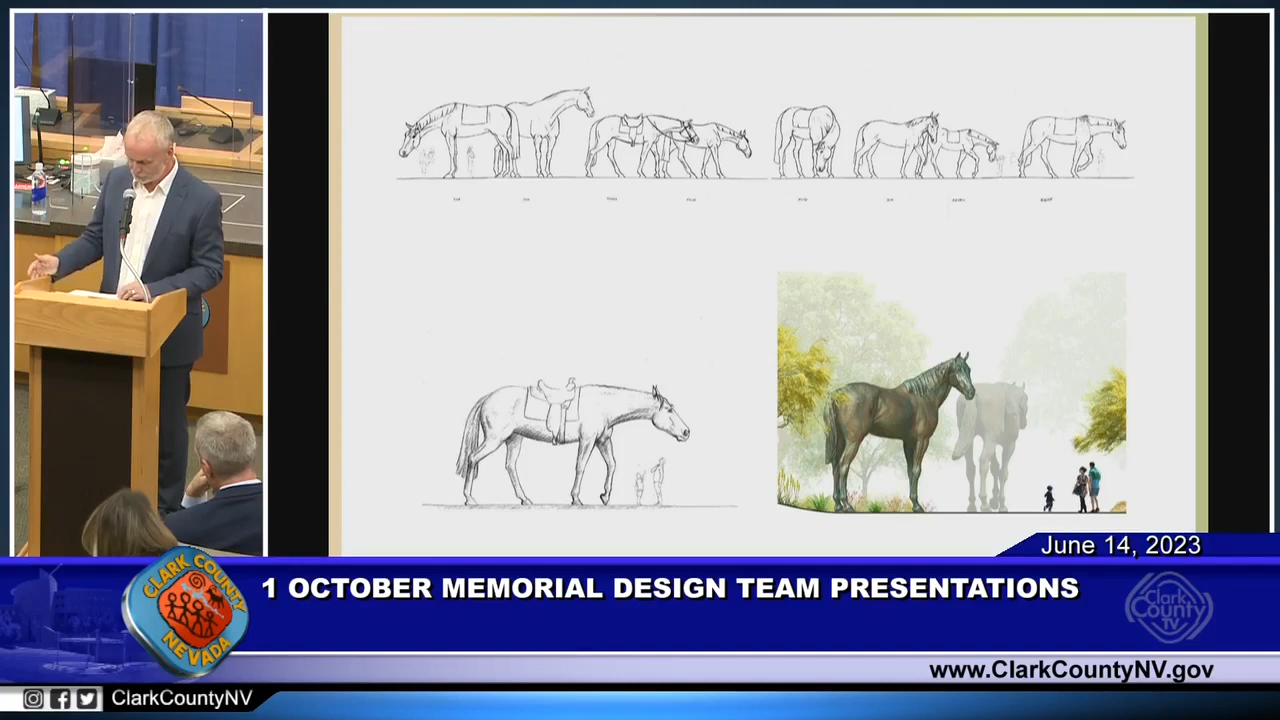 June 14, 2023
1 OCTOBER MEMORIAL DESIGN TEAM PRESENTATIONS
CLARK COUNTY
NEVADA
Clark
County
TV
www.ClarkCountyNV.gov
ClarkCountyNV